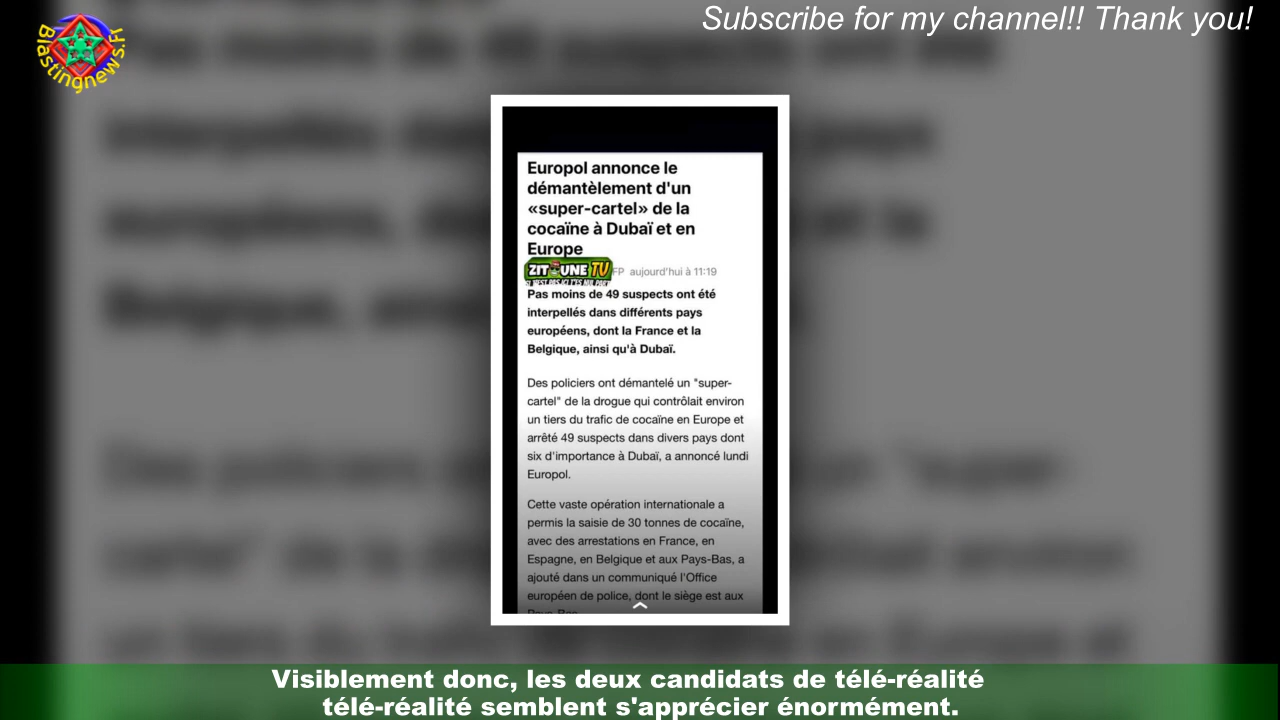 Subscribe for my channel!! Thank you!
Blastingnews.Fr
Europol annonce le
démantèlement d'un
«super-cartel» de la
cocaïne à Dubaï et en
Europe
ZITOUNE TV
FP aujourd'hui à 11:19
Pas moins de 49 suspects ont été
interpellés dans différents pays
européens, dont la France et la
Belgique, ainsi qu'à Dubaï.
Des policiers ont démantelé un "super-
cartel" de la drogue qui contrôlait environ
un tiers du trafic de cocaïne en Europe et
arrêté 49 suspects dans divers pays dont
six d'importance à Dubaï, a annoncé lundi
Europol.
Cette vaste opération internationale a
permis la saisie de 30 tonnes de cocaïne,
avec des arrestations en France, en
Espagne, en Belgique et aux Pays-Bas, a
ajouté dans un communiqué l'Office
européen de police, dont le siège est aux
Pays-Bas
Visiblement donc, les deux candidats de télé-réalité
télé-réalité semblent s'apprécier énormément.